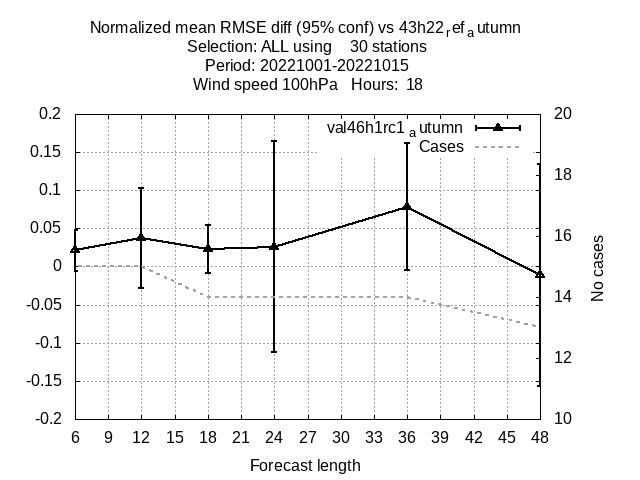 Normalized mean RMSE diff (95% conf) vs 43h22refautumn
Selection: ALL using 30 stations
Period: 20221001-20221015
Wind speed 100hPa Hours: 18
val46h1rc1autumn
Cases
0.2
0.15
0.1
0.05
0
-0.05
-0.1
-0.15
-0.2
20
18
16
14
12
10
No cases
6 9 12 15 18 21 24 27 30 33 36 39 42 45 48
Forecast length